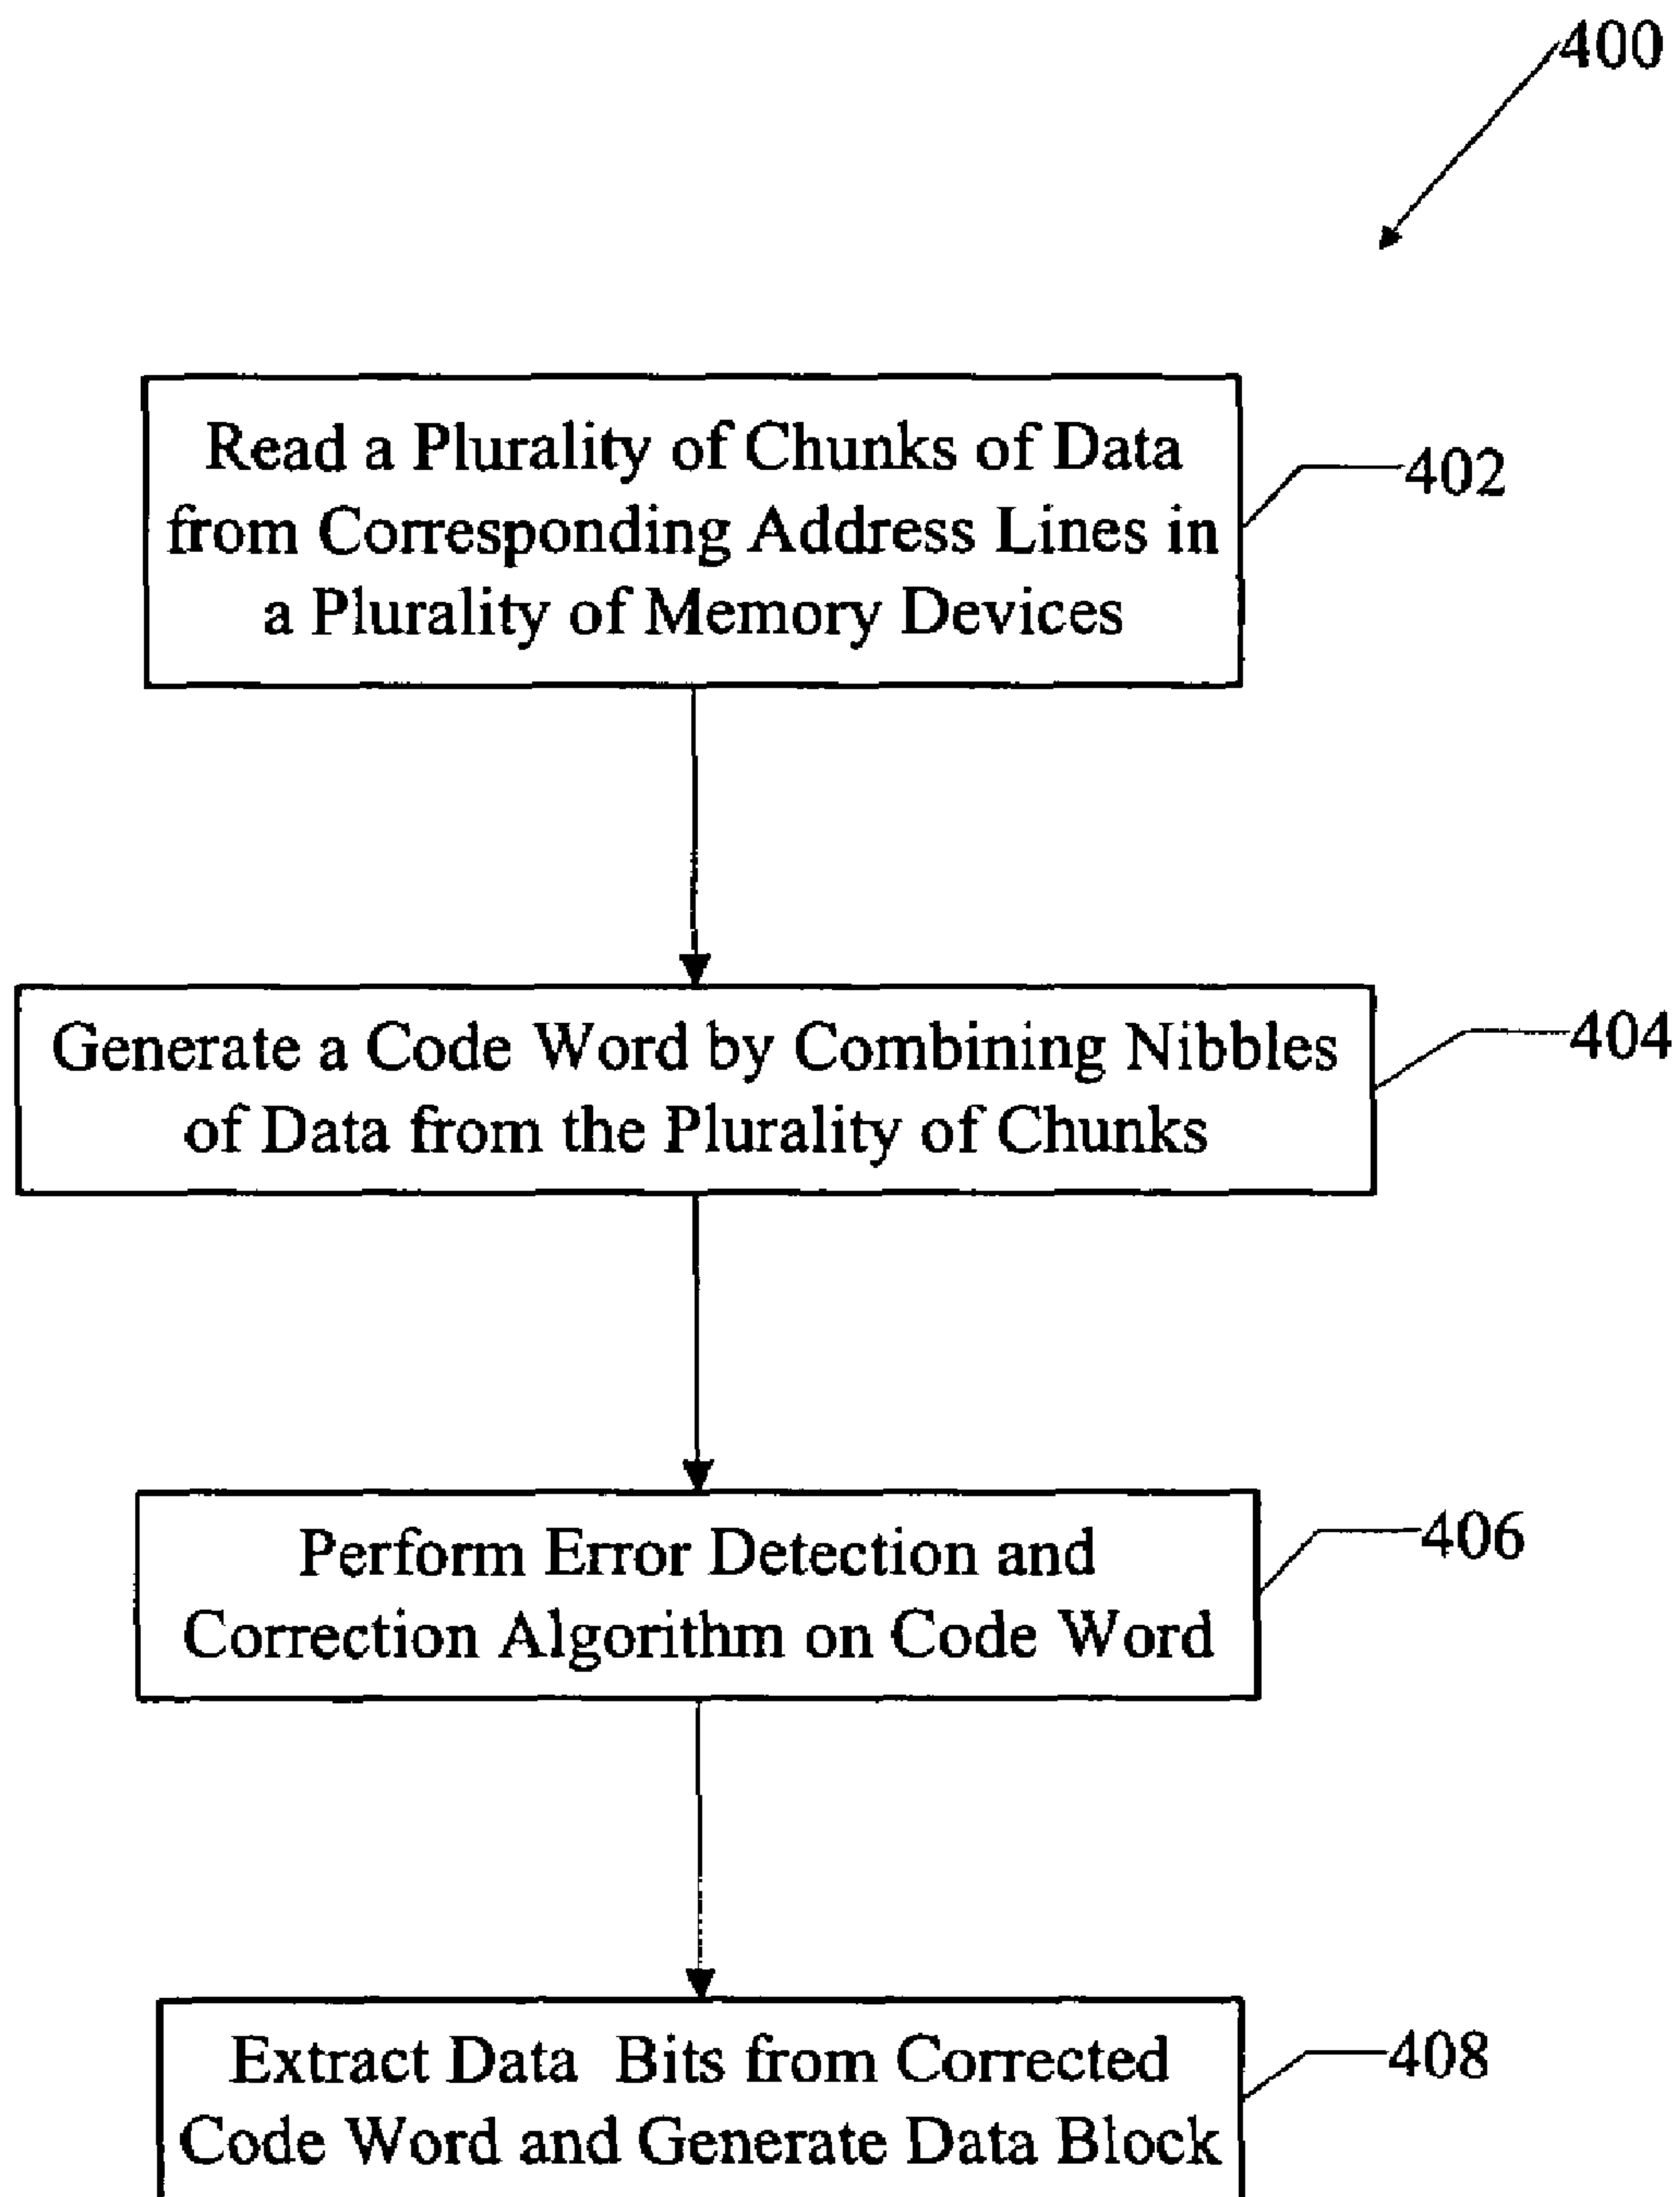 400
Read a Plurality of Chunks of Data
from Corresponding Address Lines in
a Plurality of Memory Devices
402
Generate a Code Word by Combining Nibbles
of Data from the Plurality of Chunks
404
Perform Error Detection and
Correction Algorithm on Code Word
406
Extract Data Bits from Corrected
Code Word and Generate Data Block
408